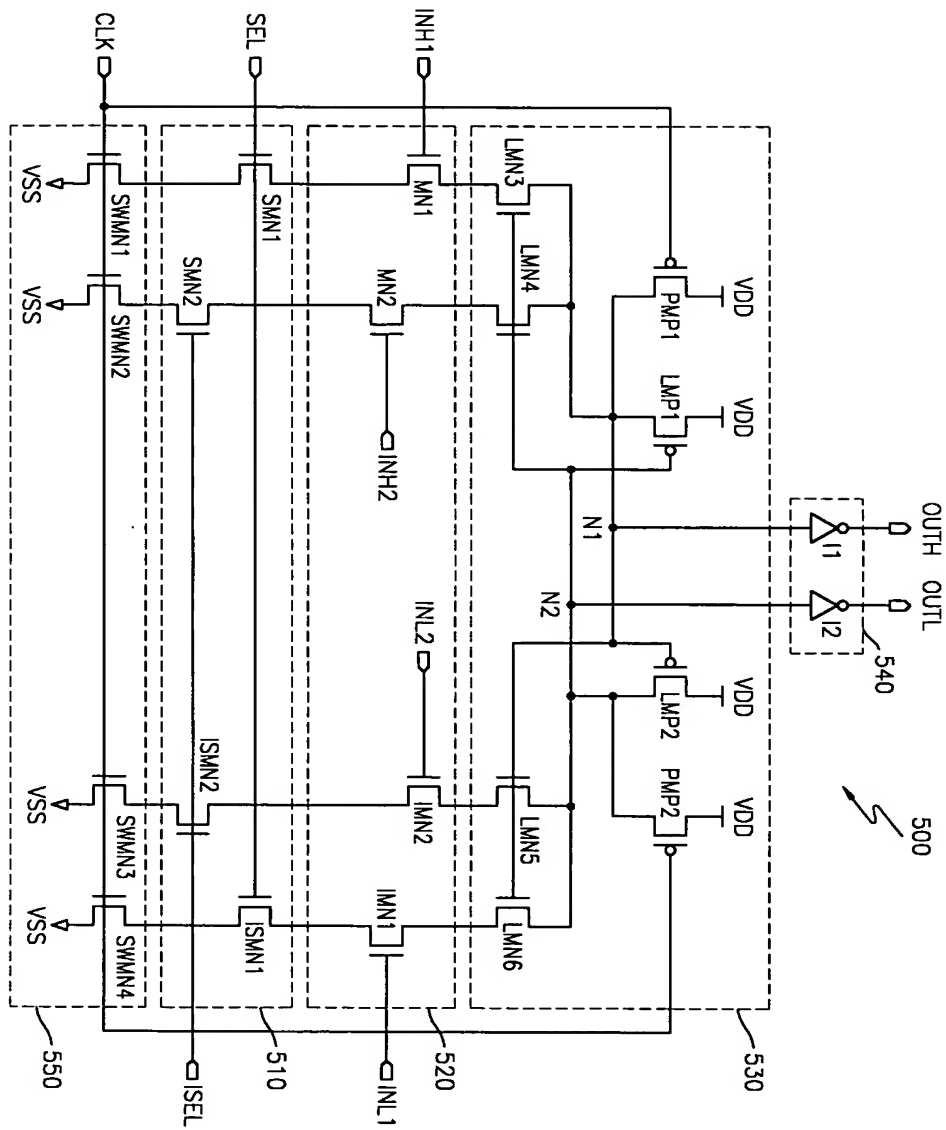 CLK
SEL
INH1
VSS
SWMN1
SMN1
MN1
LMN3
VSS
SWMN2
SMN2
MN2
LMN4
PMP1
VDD
INH2
LMP1
VDD
N1
I1
OUTH
N2
I2
OUTL
540
INL2
LMP2
VDD
VSS
SWMN3
ISMN2
IMN2
LMN5
PMP2
VDD
500
VSS
SWMN4
ISMN1
IMN1
LMN6
550
510
520
530
ISEL
INL1